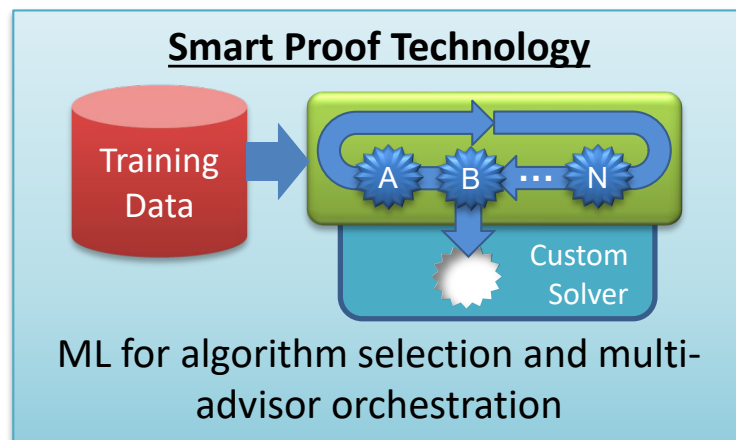 Smart Proof Technology
Training
Data
A B ... N
Custom
Solver
ML for algorithm selection and multi-
advisor orchestration